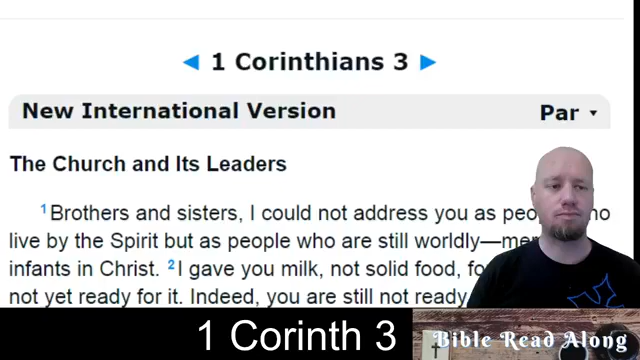 ◄ 1 Corinthians 3 ►
New International Version Par ▾
The Church and Its Leaders
1 Brothers and sisters, I could not address you as
live by the Spirit but as people who are still worldly—
infants in Christ. 2 I gave you milk, not solid food,
not yet ready for it. Indeed, you are still not ready
1 Corinth 3
Bible Read Along